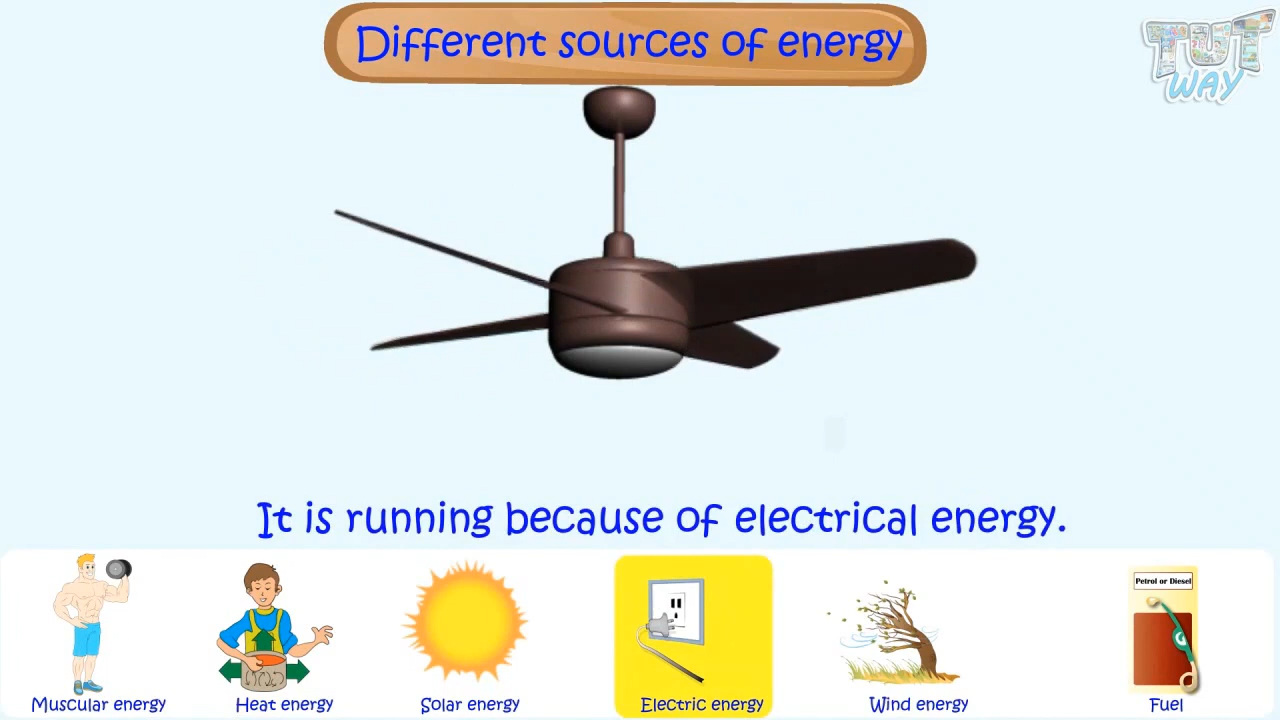 Different sources of energy
TUT
WAY
It is running because of electrical energy.
Petrol or Diesel
Muscular energy
Heat energy
Solar energy
Electric energy
Wind energy
Fuel